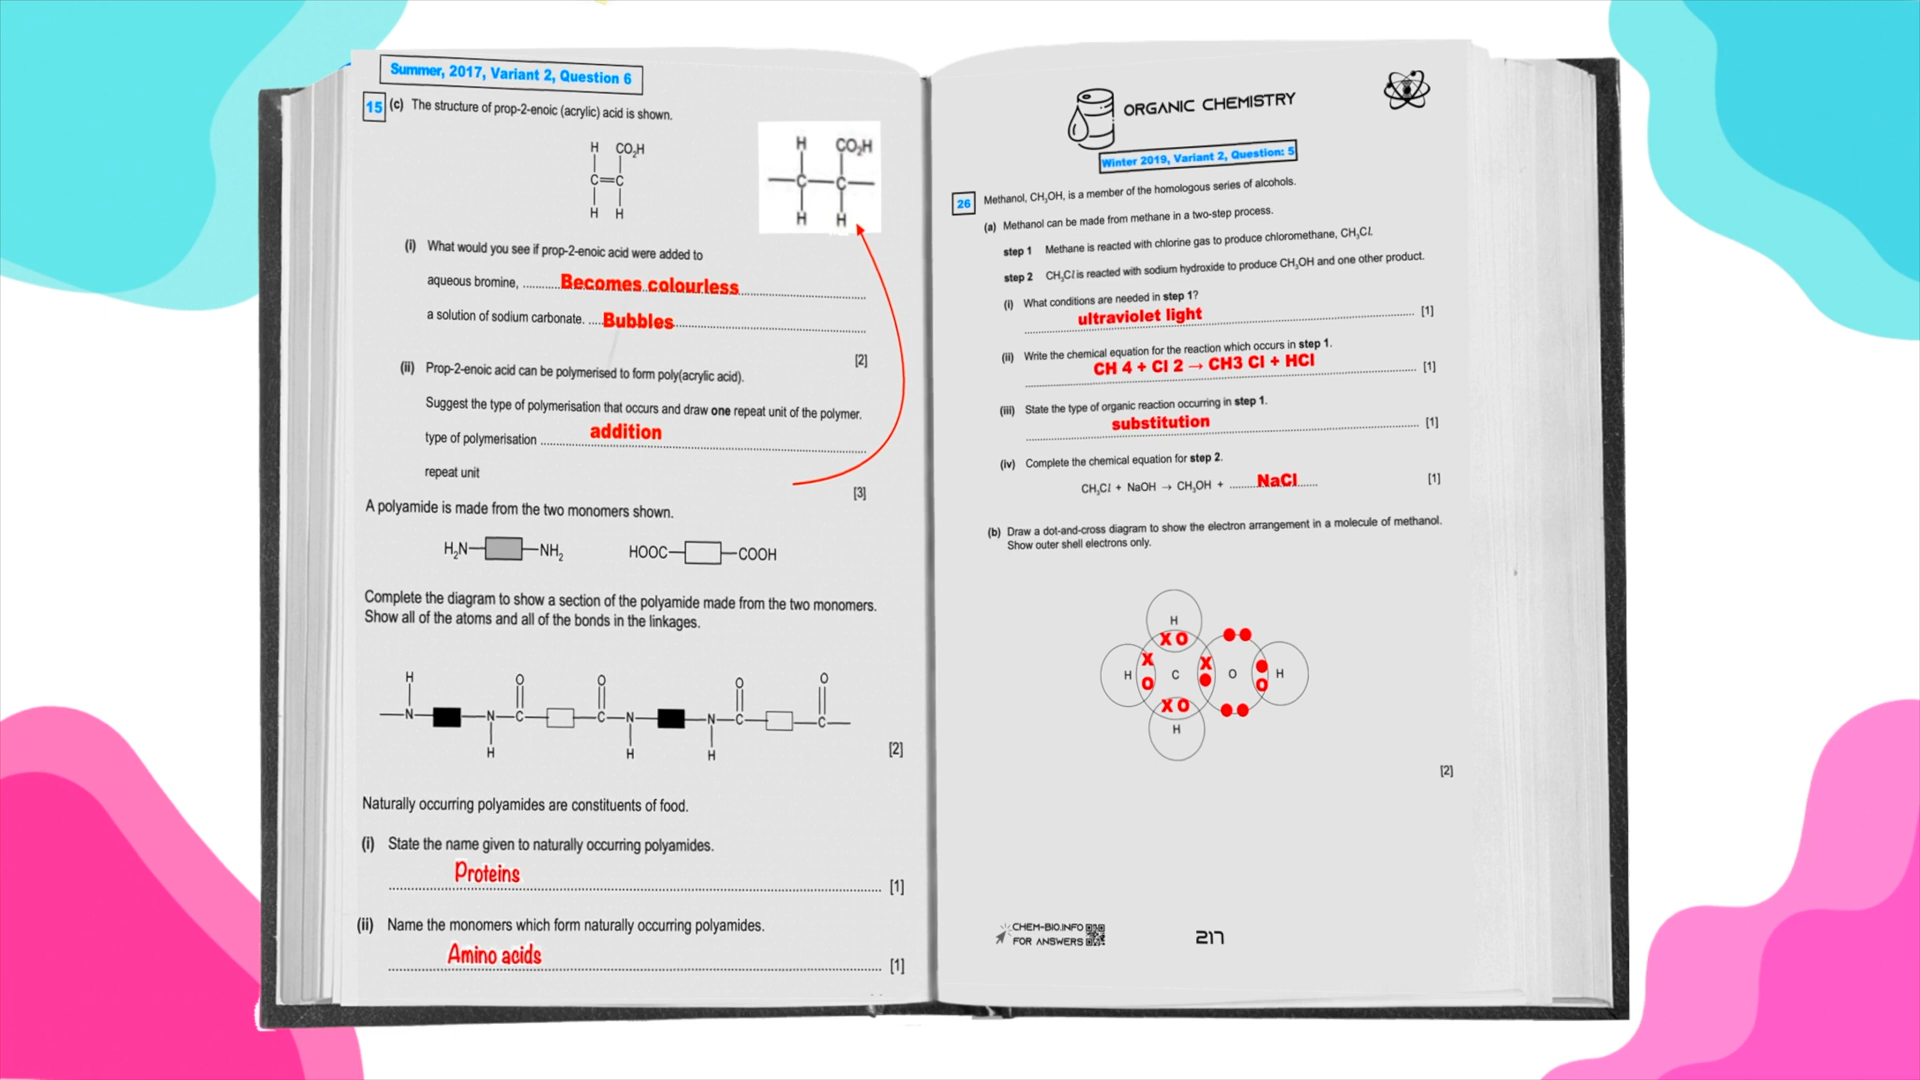 Summer, 2017, Variant 2, Question 6
15 (c) The structure of prop-2-enoic (acrylic) acid is shown.
H CO₂H
C=C
H H
H CO₂H
C C
H H
(i) What would you see if prop-2-enoic acid were added to
aqueous bromine, Becomes colourless
a solution of sodium carbonate. Bubbles
[2]
(ii) Prop-2-enoic acid can be polymerised to form poly(acrylic acid).
Suggest the type of polymerisation that occurs and draw one repeat unit of the polymer.
type of polymerisation addition
repeat unit
[3]
A polyamide is made from the two monomers shown.
H₂N NH₂ HOOC COOH
Complete the diagram to show a section of the polyamide made from the two monomers.
Show all of the atoms and all of the bonds in the linkages.
H O O O O
N N C C N N C C
H H H
[2]
Naturally occurring polyamides are constituents of food.
(i) State the name given to naturally occurring polyamides.
Proteins
[1]
(ii) Name the monomers which form naturally occurring polyamides.
Amino acids
[1]
ORGANIC CHEMISTRY
Winter 2019, Variant 2, Question: 5
26 Methanol, CH₃OH, is a member of the homologous series of alcohols.
(a) Methanol can be made from methane in a two-step process.
step 1 Methane is reacted with chlorine gas to produce chloromethane, CH₃Cl.
step 2 CH₃Cl is reacted with sodium hydroxide to produce CH₃OH and one other product.
(i) What conditions are needed in step 1?
ultraviolet light [1]
(ii) Write the chemical equation for the reaction which occurs in step 1.
CH 4 + Cl 2 → CH3 Cl + HCl [1]
(iii) State the type of organic reaction occurring in step 1.
substitution [1]
(iv) Complete the chemical equation for step 2.
CH₃Cl + NaOH → CH₃OH + NaCl [1]
(b) Draw a dot-and-cross diagram to show the electron arrangement in a molecule of methanol.
Show outer shell electrons only.
H
X O
X X
H C O H
O O
X O
H
[2]
CHEM-BIO.INFO
FOR ANSWERS
217